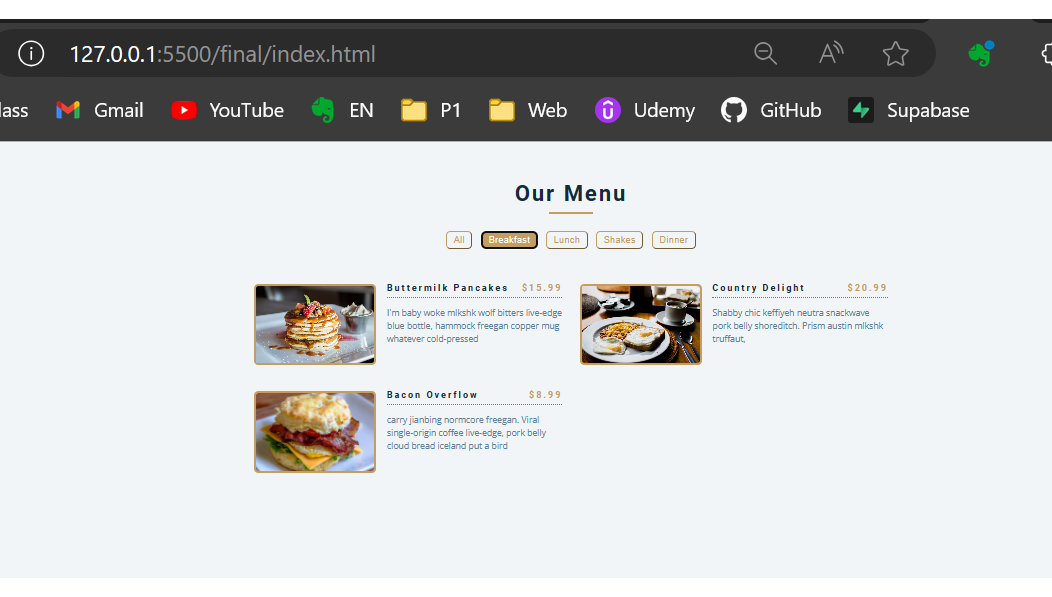 127.0.0.1:5500/final/index.html
lass Gmail YouTube EN P1 Web Udemy GitHub Supabase
Our Menu
All Breakfast Lunch Shakes Dinner
Buttermilk Pancakes $15.99
I'm baby woke mlkshk wolf bitters live-edge
blue bottle, hammock freegan copper mug
whatever cold-pressed
Country Delight $20.99
Shabby chic keffiyeh neutra snackwave
pork belly shoreditch. Prism austin mlkshk
truffaut,
Bacon Overflow $8.99
carry jianbing normcore freegan. Viral
single-origin coffee live-edge, pork belly
cloud bread iceland put a bird